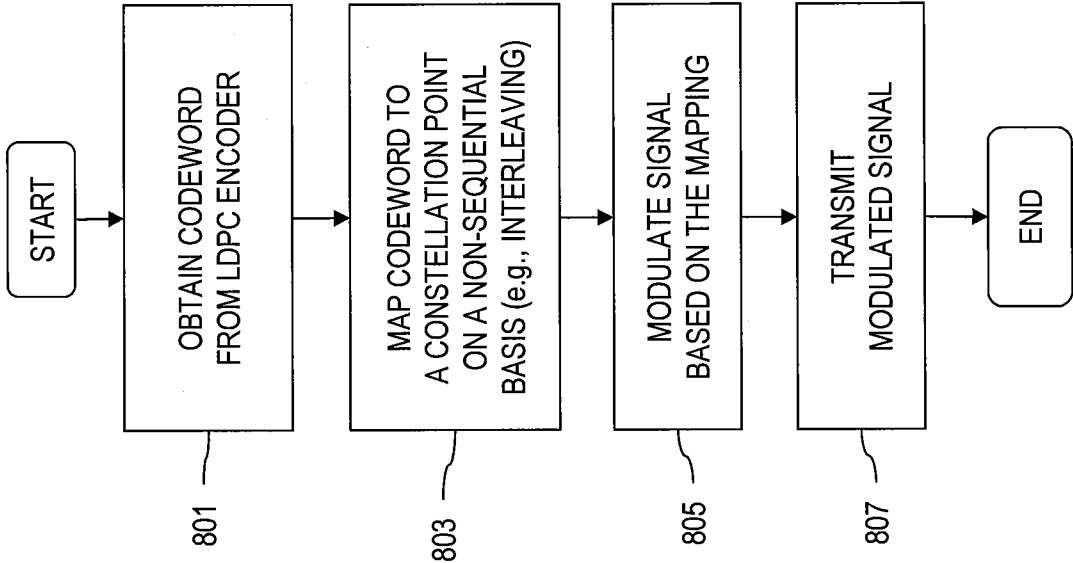 START
OBTAIN CODEWORD
FROM LDPC ENCODER
801
MAP CODEWORD TO
A CONSTELLATION POINT
ON A NON-SEQUENTIAL
BASIS (e.g., INTERLEAVING)
803
MODULATE SIGNAL
BASED ON THE MAPPING
805
TRANSMIT
MODULATED SIGNAL
807
END